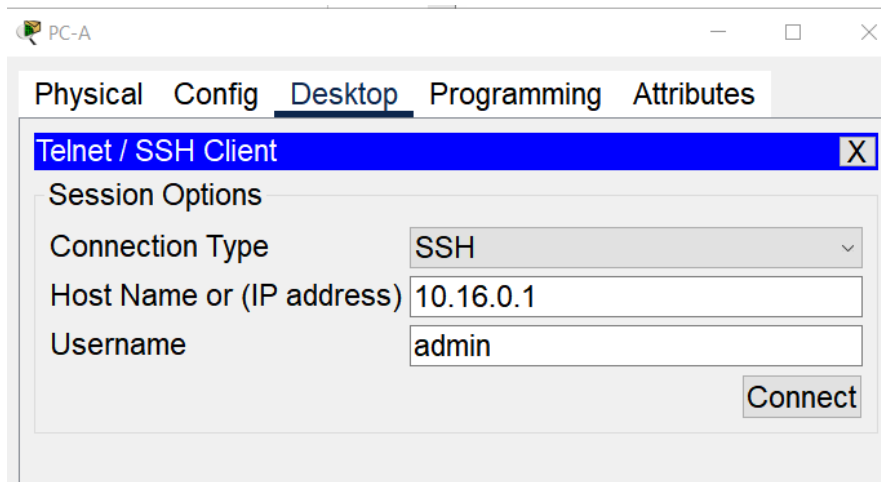 PC-A
Physical Config Desktop Programming Attributes
Telnet / SSH Client X
Session Options
Connection Type SSH
Host Name or (IP address) 10.16.0.1
Username admin
Connect